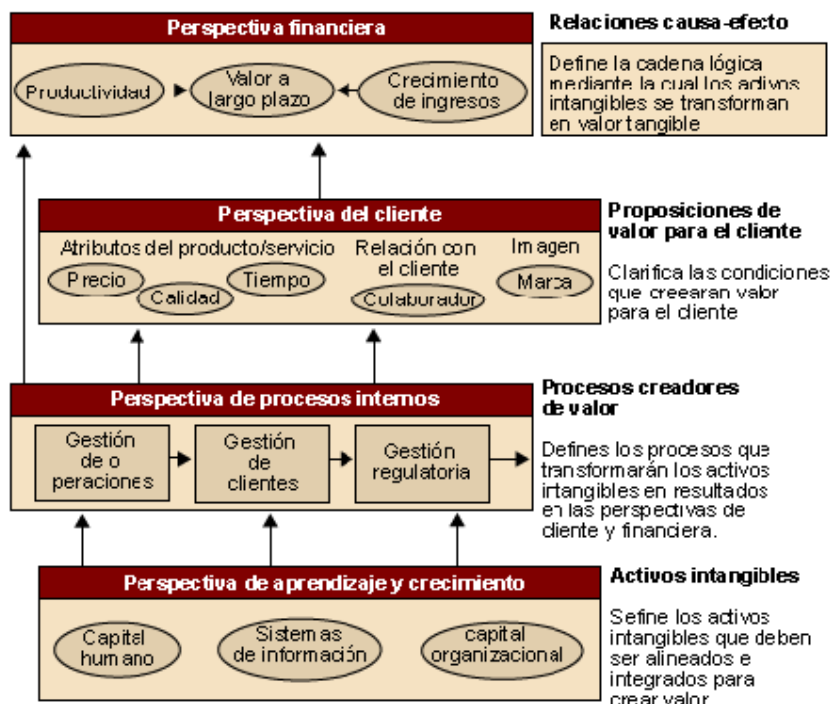 Perspectiva financiera
Productividad
Valor a
largo plazo
Crecimiento
de ingresos
Relaciones causa-efecto
Define la cadena lógica
mediante la cual los activos
intangibles se transforman
en valor tangible
Perspectiva del cliente
Atributos del producto/servicio
Precio
Calidad
Tiempo
Relación con
el cliente
Culaburadur
Imagen
Marca
Proposiciones de
valor para el cliente
Clarifica las condiciones
que creearan valor
para el cliente
Perspectiva de procesos internos
Gestión
de o
peraciones
Gestión
de
clientes
Gestión
regulatoria
Procesos creadores
de valor
Defines los procesos que
transformarán los activos
intangibles en resultados
en las perspectivas de
cliente y financiera.
Perspectiva de aprendizaje y crecimiento
Capital
humano
Sistemas
de información
capital
organizacional
Activos intangibles
Sefine los activos
intangibles que deben
ser alineados e
integrados para
crear valor